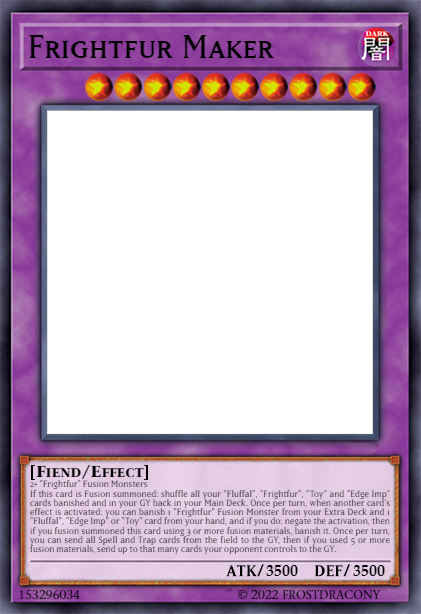 Frightfur Maker
DARK
闇
[Fiend/Effect]
2+ "Frightfur" Fusion Monsters
If this card is Fusion summoned: shuffle all your "Fluffal", "Frightfur", "Toy" and "Edge Imp"
cards banished and in your GY back in your Main Deck. Once per turn, when another card's
effect is activated: you can banish 1 "Frightfur" Fusion Monster from your Extra Deck and 1
"Fluffal", "Edge Imp" or "Toy" card from your hand, and if you do: negate the activation, then
if you fusion summoned this card using 3 or more fusion materials, banish it. Once per turn,
you can send all Spell and Trap cards from the field to the GY, then if you used 5 or more
fusion materials, send up to that many cards your opponent controls to the GY.
ATK/3500 DEF/3500
153296034 © 2022 FROSTDRACONY